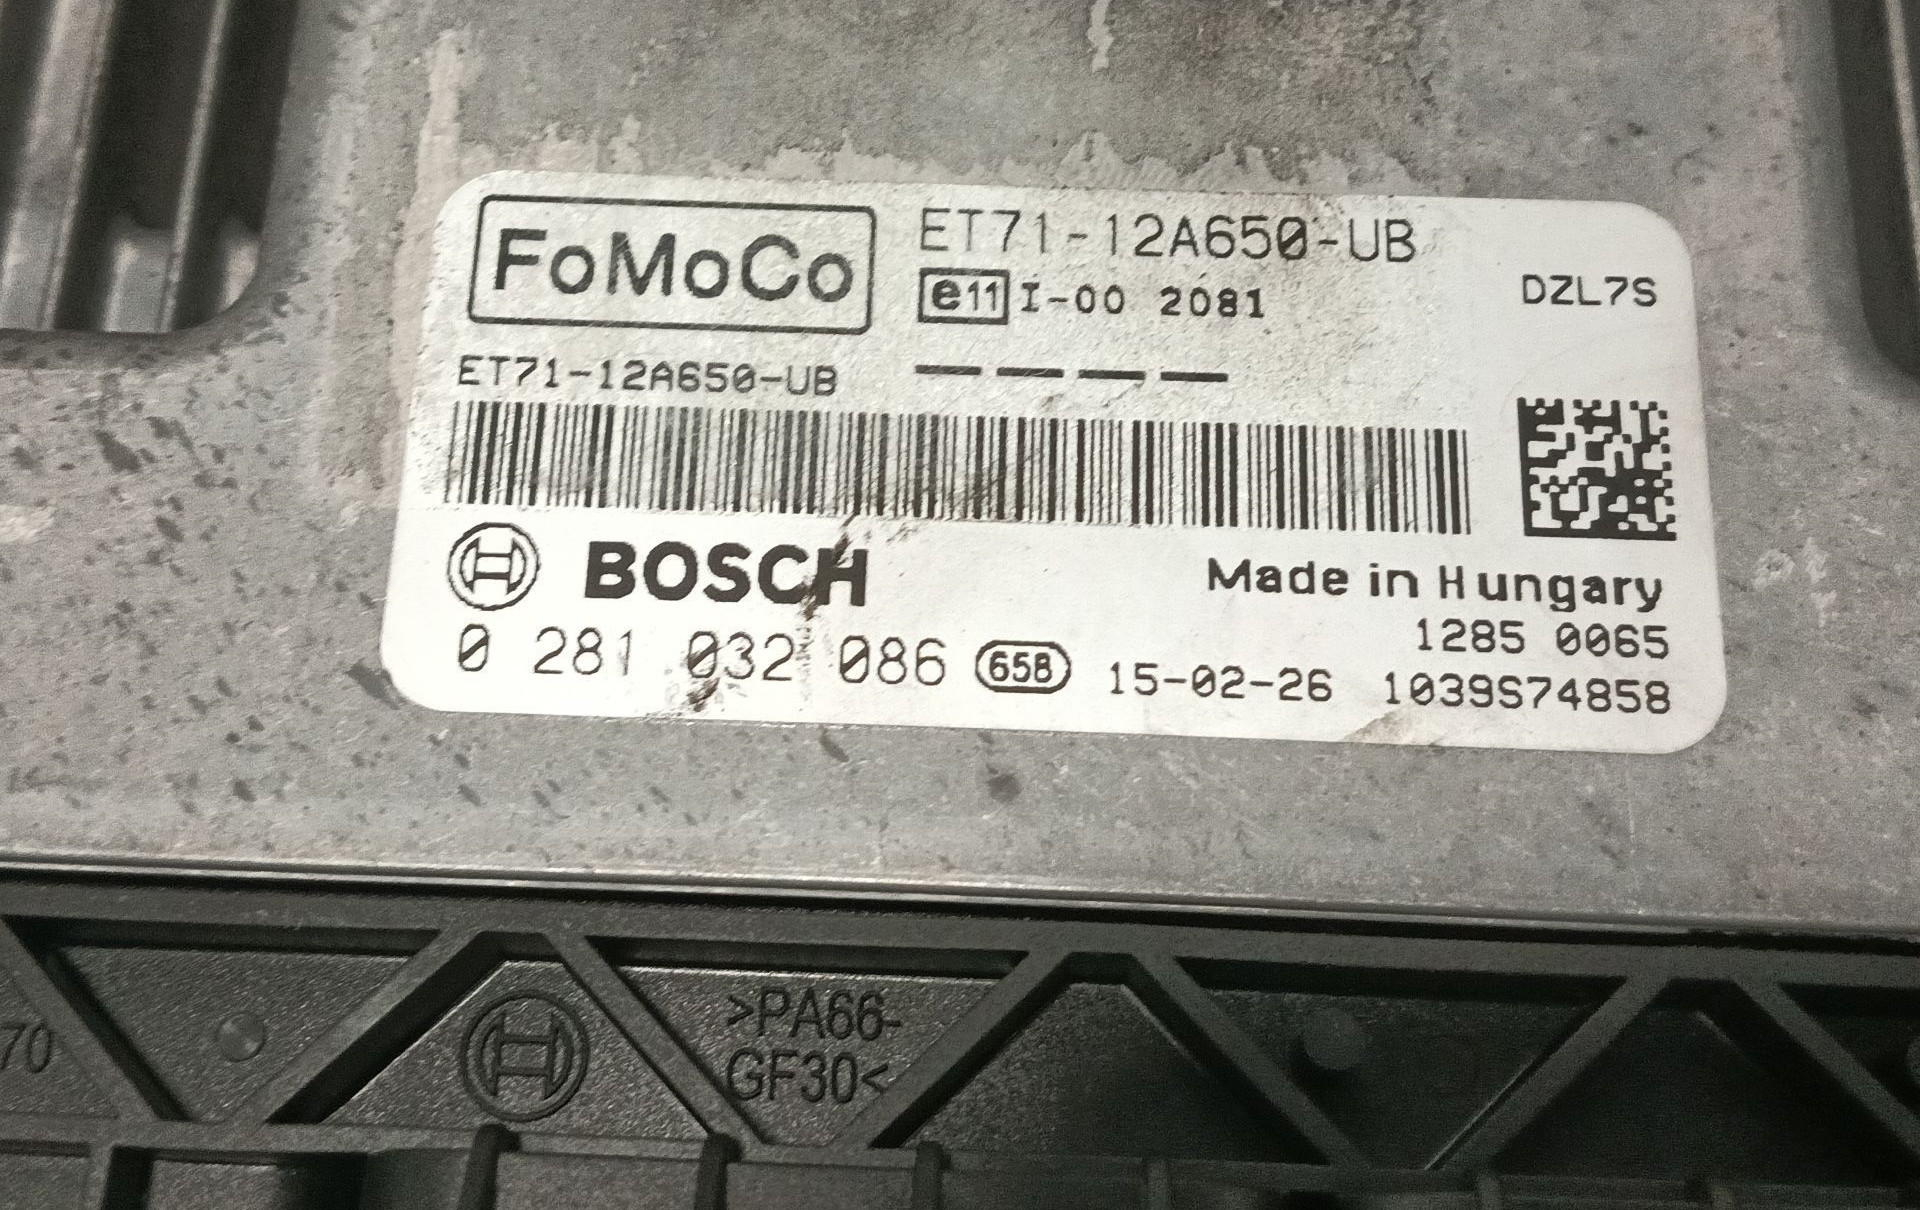 FoMoCo
ET71-12A650-UB
e11 I-00 2081
DZL7S
ET71-12A650-UB
BOSCH
Made in Hungary
1285 0065
0 281 032 086 658 15-02-26 1039S74858
>PA66-
GF30<
70